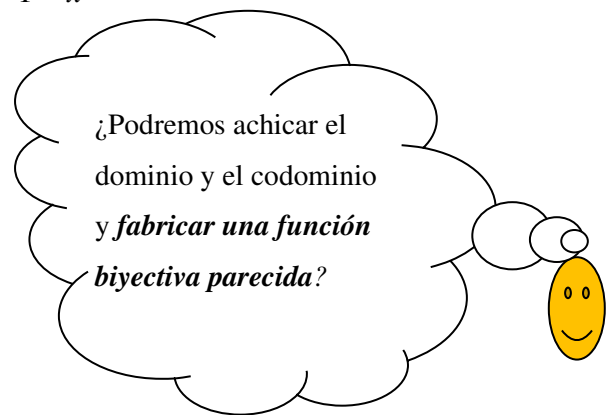 ¿Podremos achicar el
dominio y el codominio
y fabricar una función
biyectiva parecida?